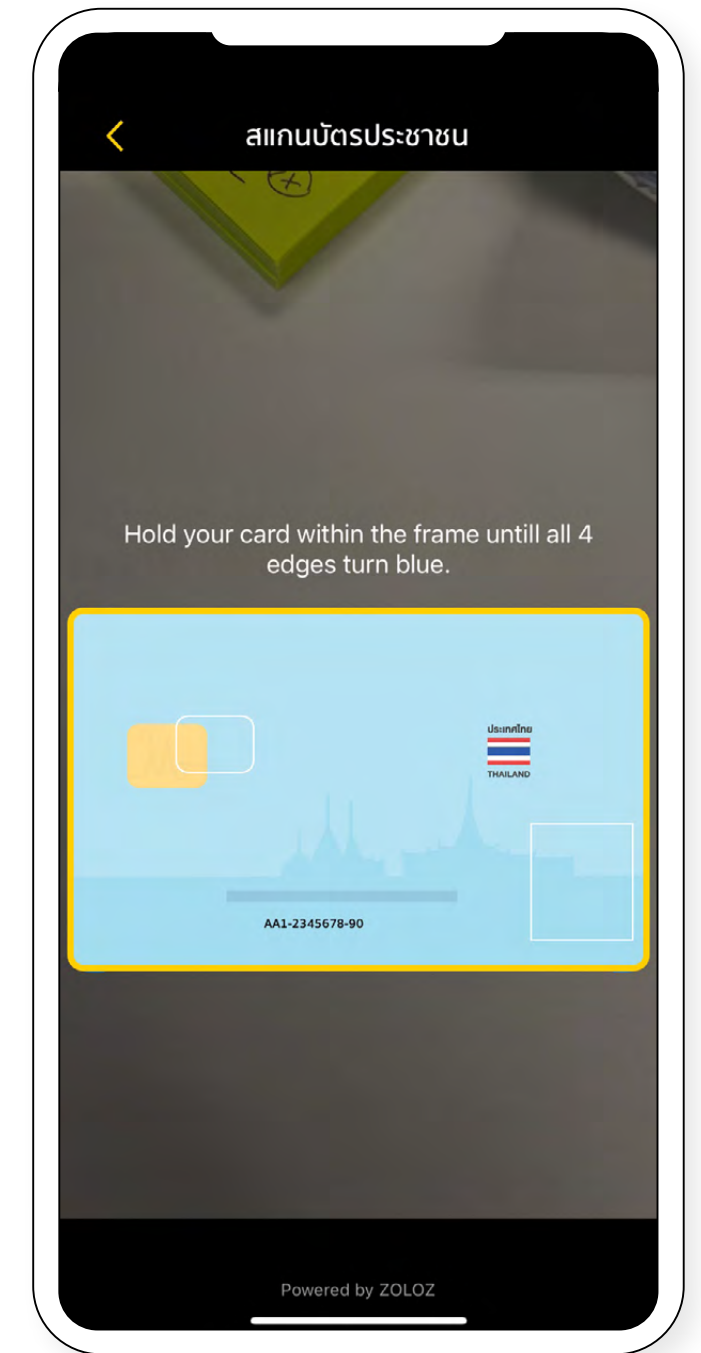 สแกนบัตรประชาชน
Hold your card within the frame untill all 4
edges turn blue.
ประเทศไทย
THAILAND
AA1-2345678-90
Powered by ZOLOZ